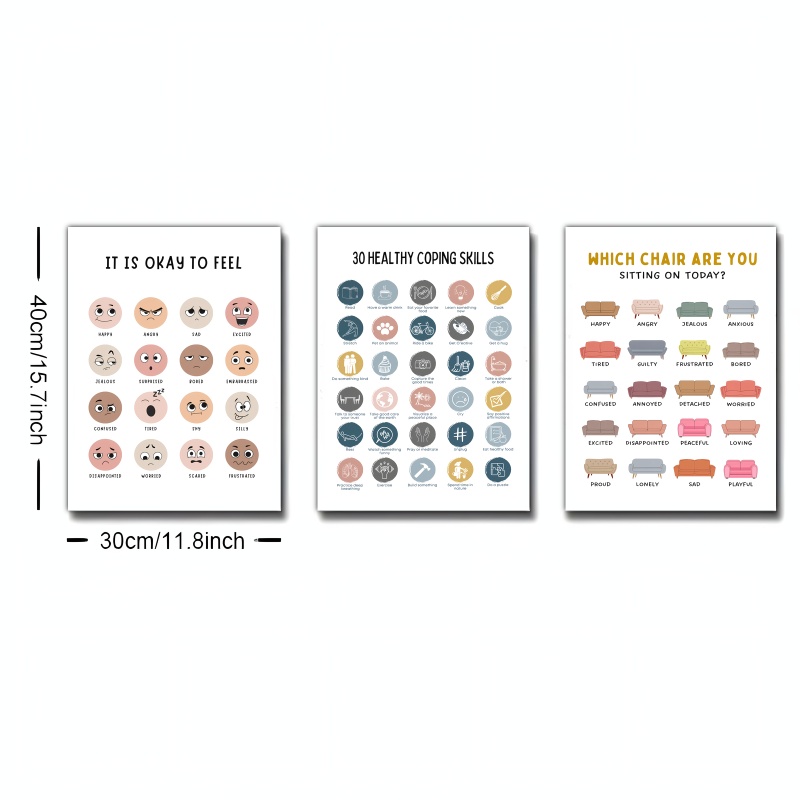 40cm/15.7inch
30cm/11.8inch
IT IS OKAY TO FEEL
HAPPY ANGRY SAD EXCITED
JEALOUS SURPRISED BORED EMBARRASSED
CONFUSED TIRED SHY SILLY
DISAPPOINTED WORRIED SCARED FRUSTRATED
zzz
30 HEALTHY COPING SKILLS
Read Have a warm drink Eat your favorite food Learn something new Cook
Stretch Pet an animal Ride a bike Get creative Get a hug
Do something kind Bake Capture the good times Clean Take a shower or bath
Talk to someone you trust Take good care of the earth Visualize a peaceful place Cry Say positive affirmations
Rest Watch something funny Pray or meditate Unplug Eat healthy food
Practice deep breathing Exercise Build something Spend time in nature Do a puzzle
WHICH CHAIR ARE YOU
SITTING ON TODAY?
HAPPY ANGRY JEALOUS ANXIOUS
TIRED GUILTY FRUSTRATED BORED
CONFUSED ANNOYED DETACHED WORRIED
EXCITED DISAPPOINTED PEACEFUL LOVING
PROUD LONELY SAD PLAYFUL